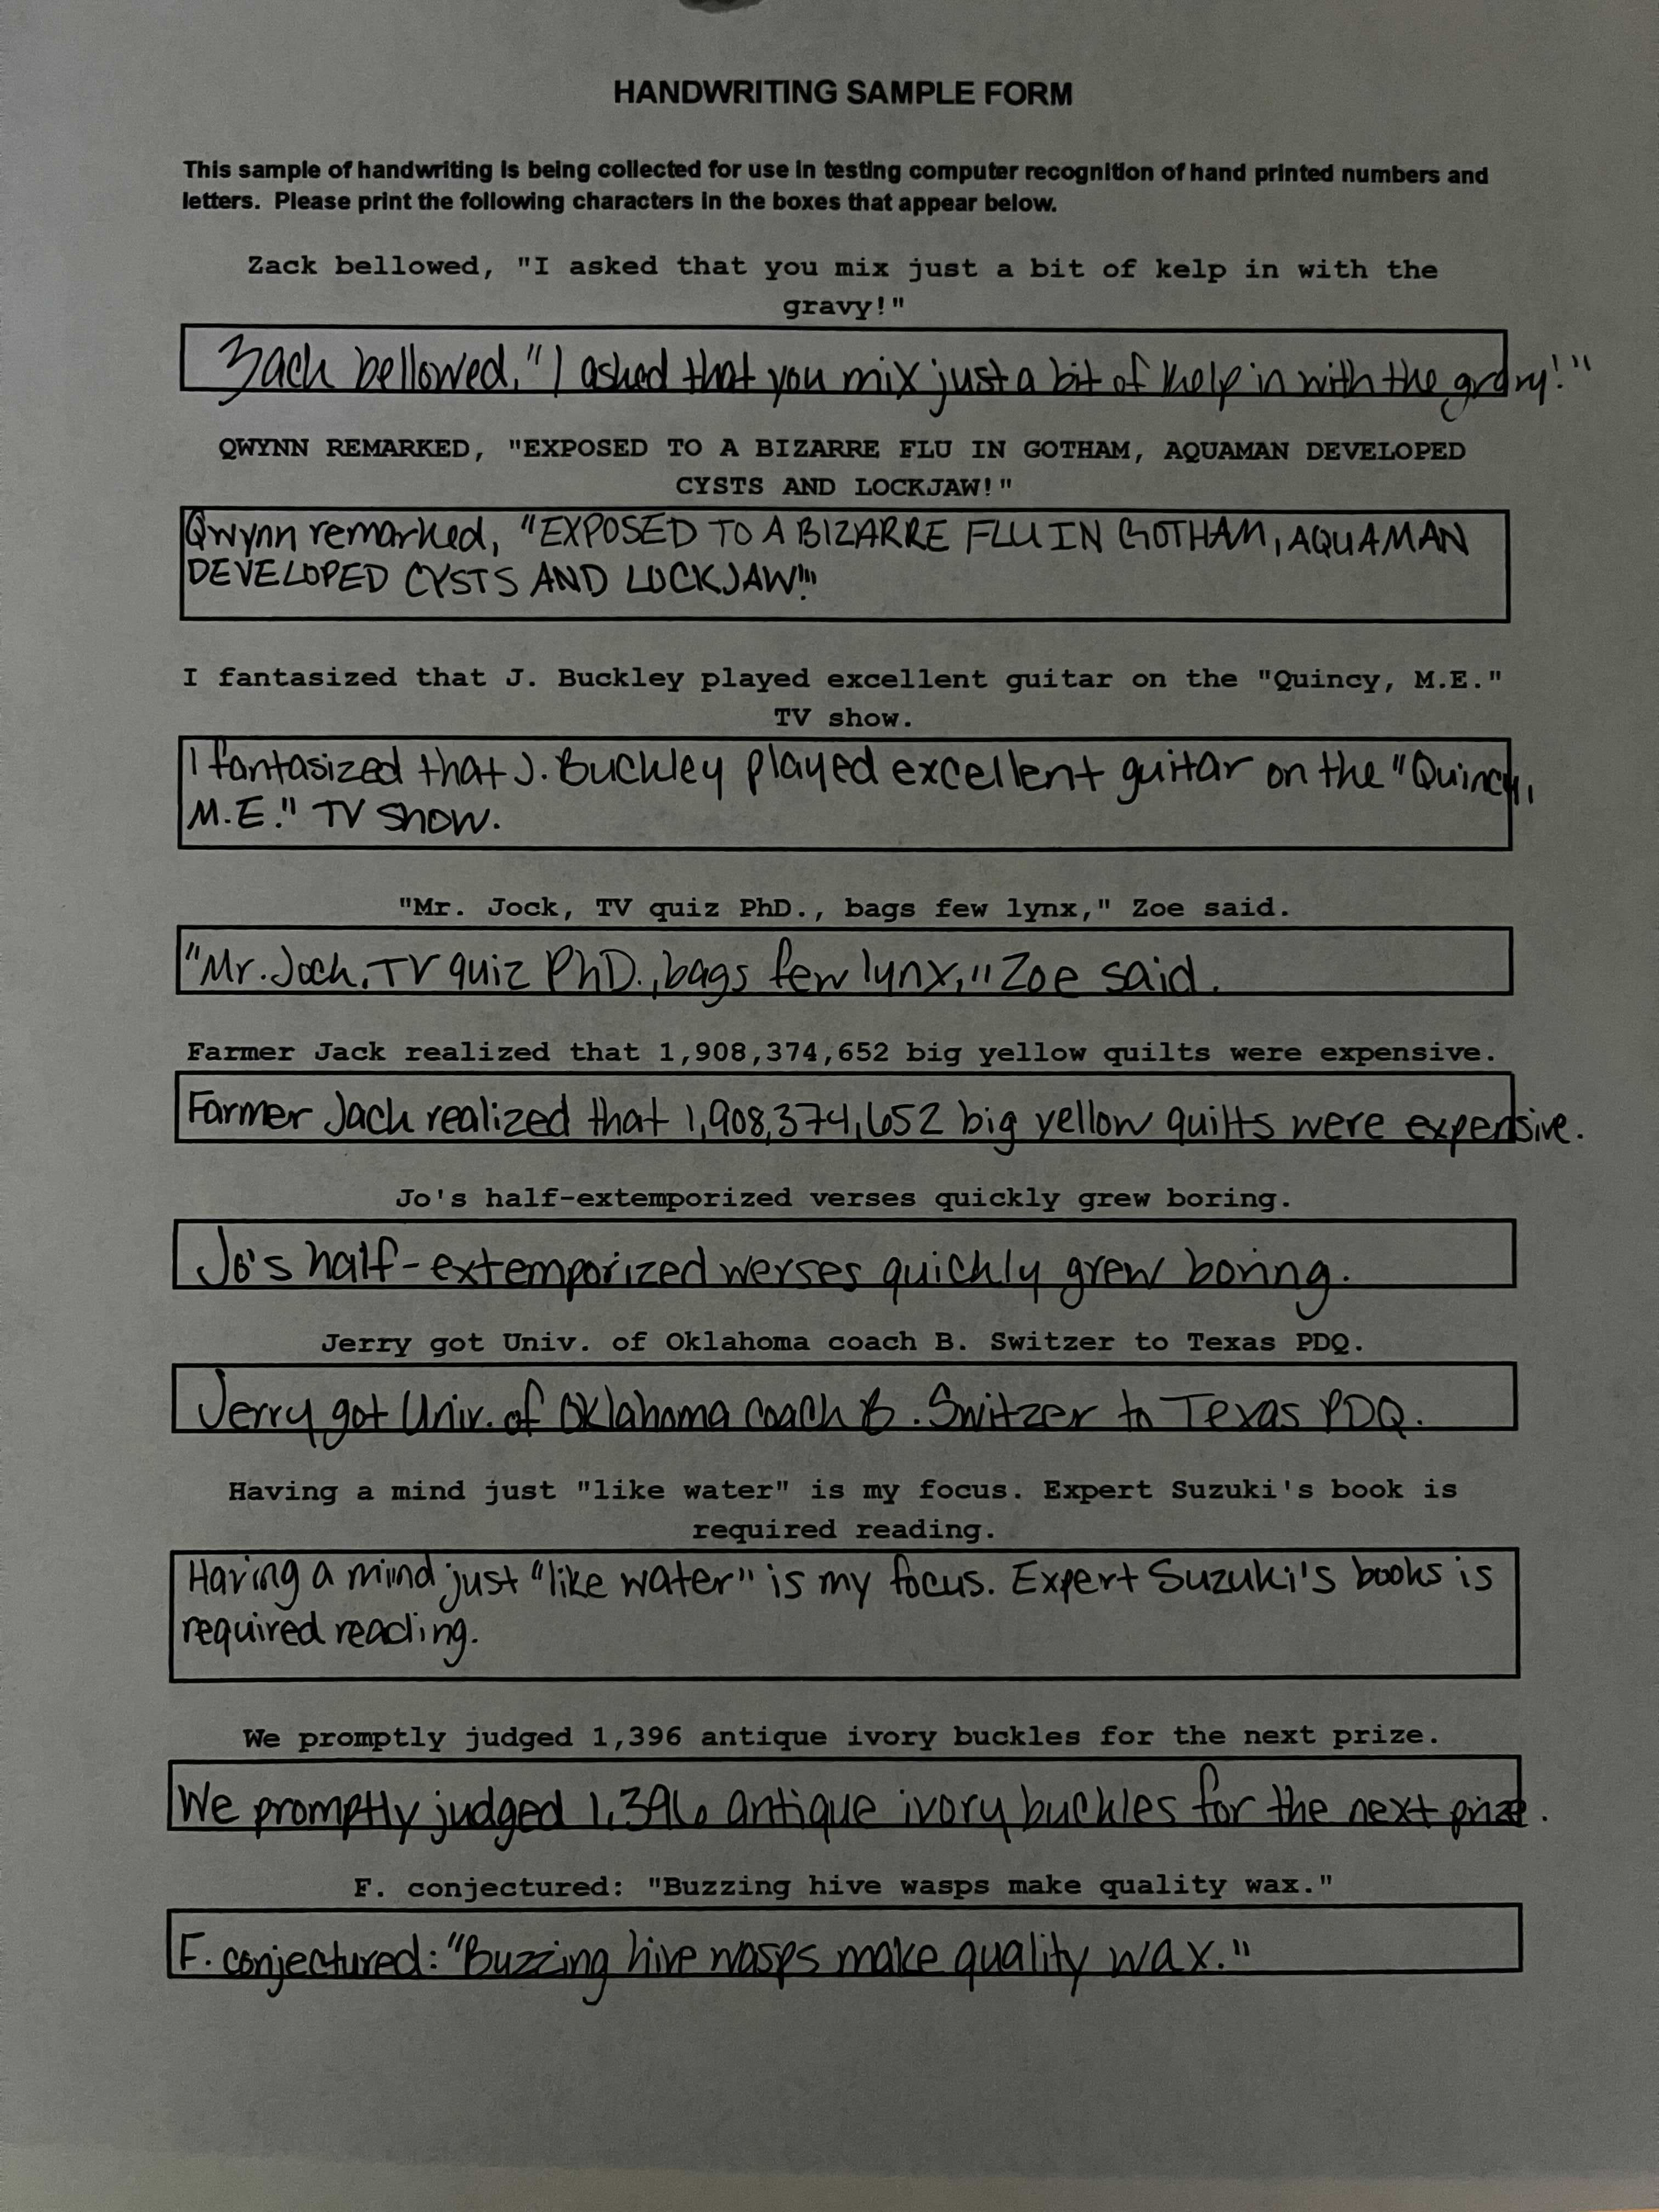 HANDWRITING SAMPLE FORM
This sample of handwriting is being collected for use in testing computer recognition of hand printed numbers and
letters. Please print the following characters in the boxes that appear below.
Zack bellowed, "I asked that you mix just a bit of kelp in with the
gravy!"
Zack bellowed, "I asked that you mix just a bit of kelp in with the gravy!"
QWYNN REMARKED, "EXPOSED TO A BIZARRE FLU IN GOTHAM, AQUAMAN DEVELOPED
CYSTS AND LOCKJAW!"
Qwynn remarked, "EXPOSED TO A BIZARRE FLU IN GOTHAM, AQUAMAN
DEVELOPED CYSTS AND LOCKJAW!"
I fantasized that J. Buckley played excellent guitar on the "Quincy, M.E."
TV show.
I fantasized that J. Buckley played excellent guitar on the "Quincy,
M.E." TV show.
"Mr. Jock, TV quiz PhD., bags few lynx," Zoe said.
"Mr. Jock, TV quiz PhD., bags few lynx," Zoe said.
Farmer Jack realized that 1,908,374,652 big yellow quilts were expensive.
Farmer Jack realized that 1,908,374,652 big yellow quilts were expensive.
Jo's half-extemporized verses quickly grew boring.
Jo's half-extemporized werses quickly grew boring.
Jerry got Univ. of Oklahoma coach B. Switzer to Texas PDQ.
Jerry got Univ. of Oklahoma coach B. Switzer to Texas PDQ.
Having a mind just "like water" is my focus. Expert Suzuki's book is
required reading.
Having a mind just "like water" is my focus. Expert Suzuki's books is
required reading.
We promptly judged 1,396 antique ivory buckles for the next prize.
We promptly judged 1,396 antique ivory buckles for the next prize.
F. conjectured: "Buzzing hive wasps make quality wax."
F. conjectured: "Buzzing hive wasps make quality wax."